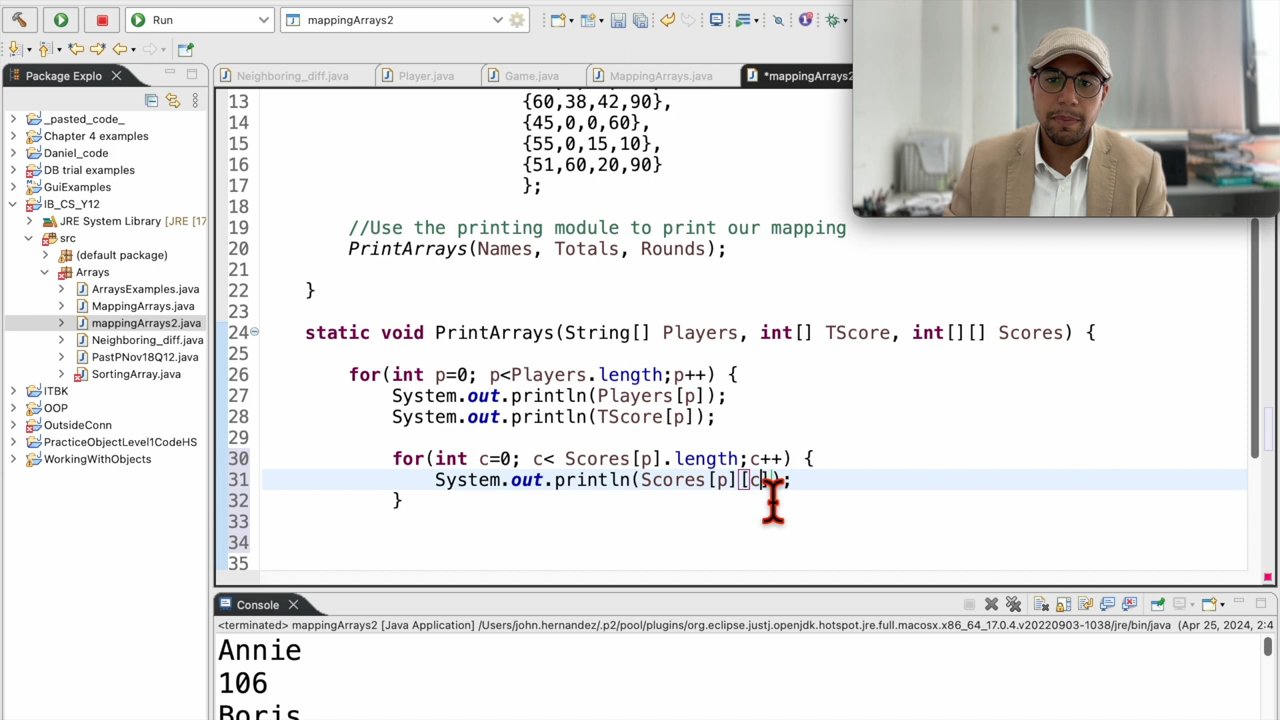 Run
mappingArrays2
Package Explo
Neighboring_diff.java
Player.java
Game.java
MappingArrays.java
*mappingArrays2
_pasted_code_
Chapter 4 examples
Daniel_code
DB trial examples
GuiExamples
IB_CS_Y12
JRE System Library [JRE [17
src
(default package)
Arrays
ArraysExamples.java
MappingArrays.java
mappingArrays2.java
Neighboring_diff.java
PastPNov18Q12.java
SortingArray.java
ITBK
OOP
OutsideConn
PracticeObjectLevel1CodeHS
WorkingWithObjects
13 {60,38,42,90},
14 {45,0,0,60},
15 {55,0,15,10},
16 {51,60,20,90}
17 };
18
19 //Use the printing module to print our mapping
20 PrintArrays(Names, Totals, Rounds);
21
22 }
23
24 static void PrintArrays(String[] Players, int[] TScore, int[][] Scores) {
25
26 for(int p=0; p<Players.length;p++) {
27 System.out.println(Players[p]);
28 System.out.println(TScore[p]);
29
30 for(int c=0; c< Scores[p].length;c++) {
31 System.out.println(Scores[p][c]);
32 }
33
34
35
Console
<terminated> mappingArrays2 [Java Application] /Users/john.hernandez/.p2/pool/plugins/org.eclipse.justj.openjdk.hotspot.jre.full.macosx.x86_64_17.0.4.v20220903-1038/jre/bin/java (Apr 25, 2024, 2:4
Annie
106
Boris